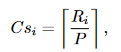 Cs_i = ⌈R_i / P⌉,